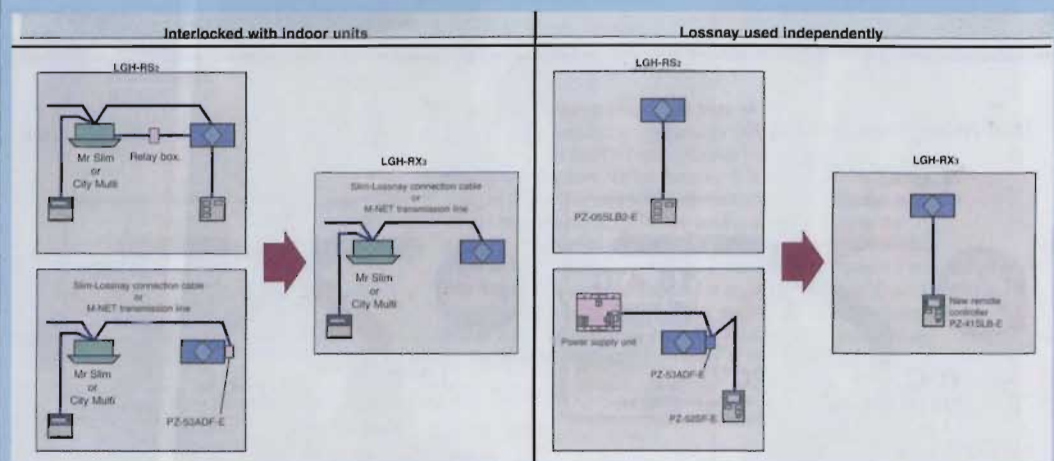 Interlocked with indoor units
LGH-RS2
Mr Slim
or
City Multi
Relay box.
Slim-Lossnay connection cable
or
M-NET transmission line
Mr Slim
or
City Multi
PZ-53ADF-E
LGH-RX3
Slim-Lossnay connection cable
or
M-NET transmission line
Mr Slim
or
City Multi
Lossnay used independently
LGH-RS2
PZ-05SLB2-E
Power supply unit
PZ-53ADF-E
PZ-52SF-E
LGH-RX3
New remote
controller
PZ-41SLB-E